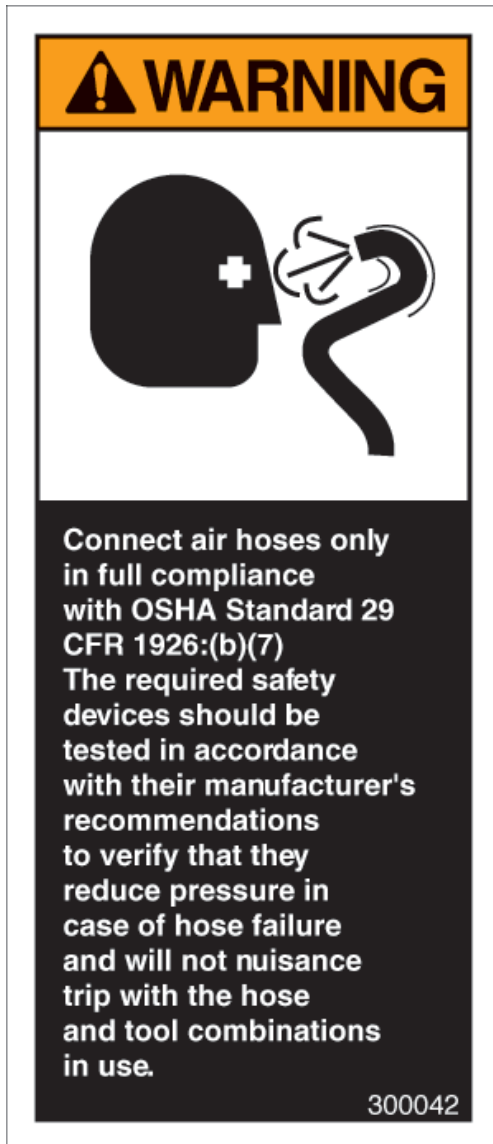 WARNING
Connect air hoses only
in full compliance
with OSHA Standard 29
CFR 1926:(b)(7)
The required safety
devices should be
tested in accordance
with their manufacturer's
recommendations
to verify that they
reduce pressure in
case of hose failure
and will not nuisance
trip with the hose
and tool combinations
in use.
300042